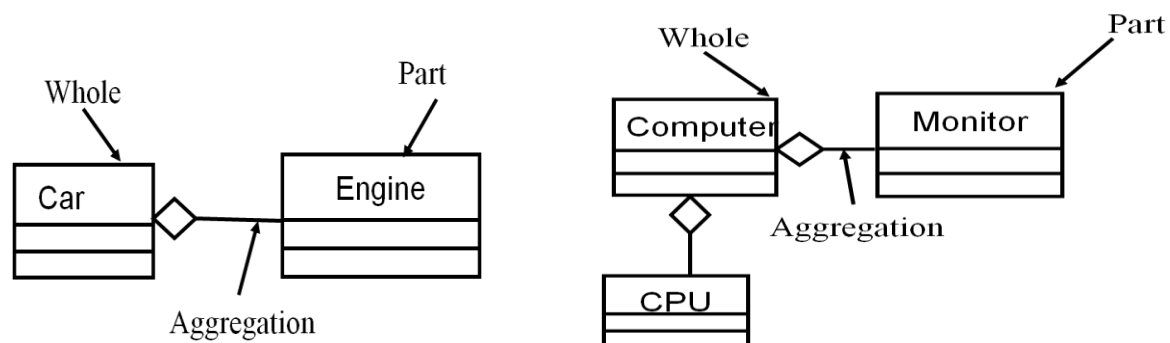 Whole
Part
Car
Engine
Aggregation
Whole
Part
Computer
Monitor
Aggregation
CPU